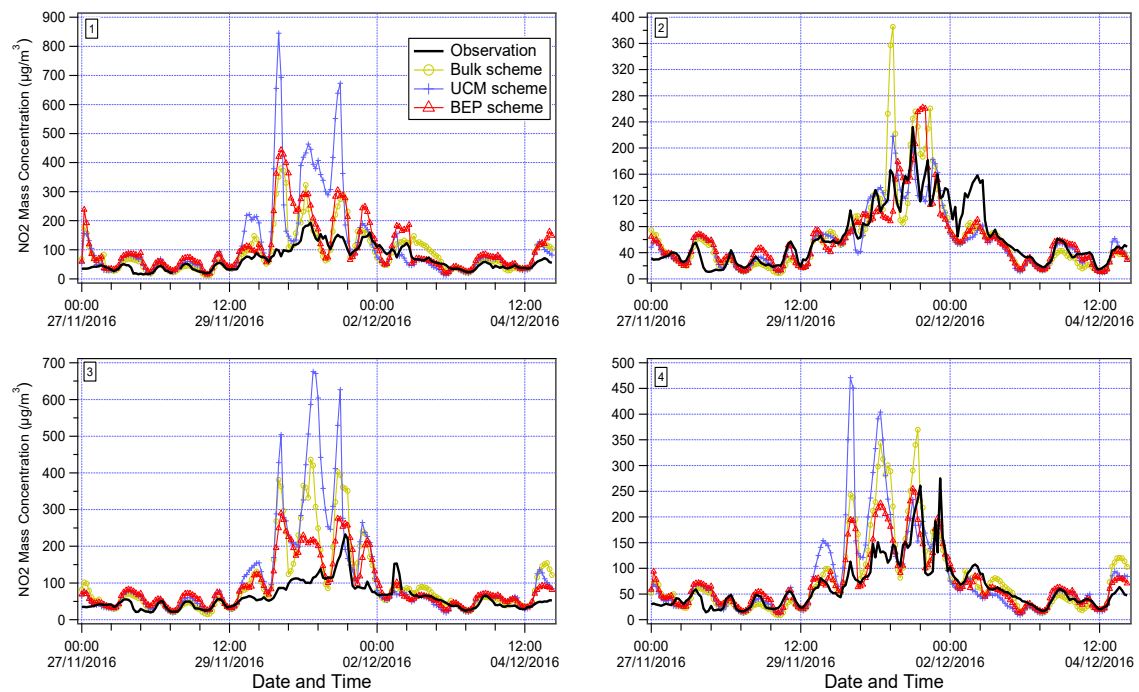 1
NO2 Mass Concentration (µg/m³)
900
800
700
600
500
400
300
200
100
0
Observation
Bulk scheme
UCM scheme
BEP scheme
00:00 12:00 00:00 12:00
27/11/2016 29/11/2016 02/12/2016 04/12/2016
2
400
360
320
280
240
200
160
120
80
40
0
00:00 12:00 00:00 12:00
27/11/2016 29/11/2016 02/12/2016 04/12/2016
3
NO2 Mass Concentration (µg/m³)
700
600
500
400
300
200
100
0
00:00 12:00 00:00 12:00
27/11/2016 29/11/2016 02/12/2016 04/12/2016
Date and Time
4
500
450
400
350
300
250
200
150
100
50
0
00:00 12:00 00:00 12:00
27/11/2016 29/11/2016 02/12/2016 04/12/2016
Date and Time